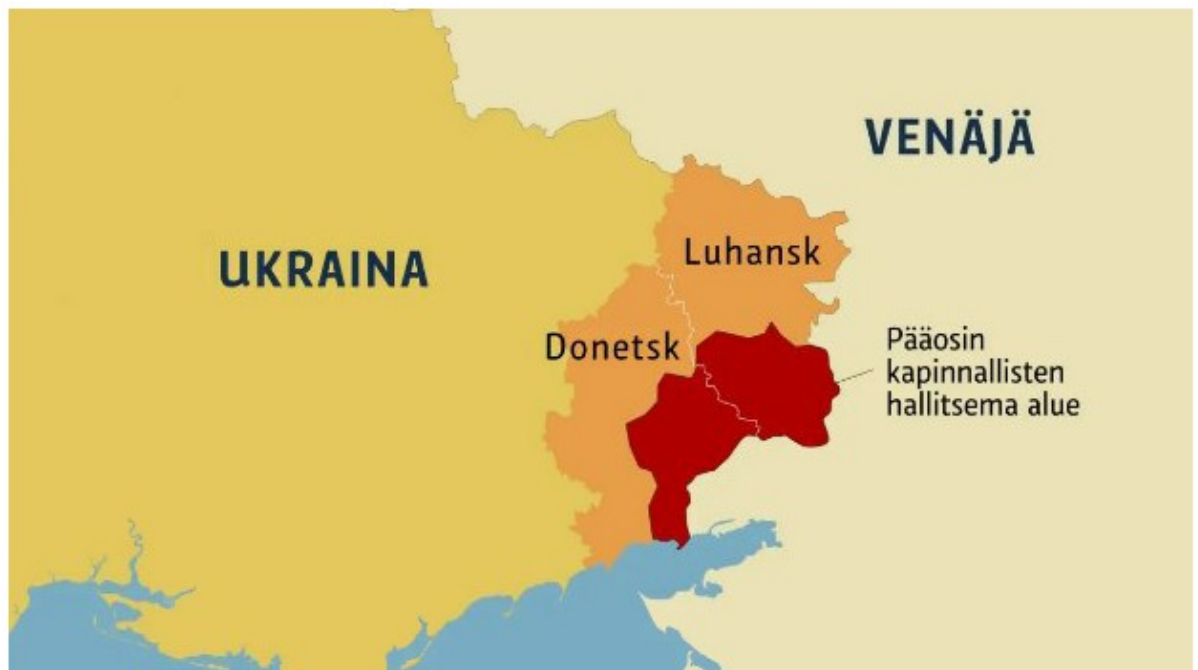 VENÄJÄ
UKRAINA
Luhansk
Donetsk
Pääosin
kapinnallisten
hallitsema alue